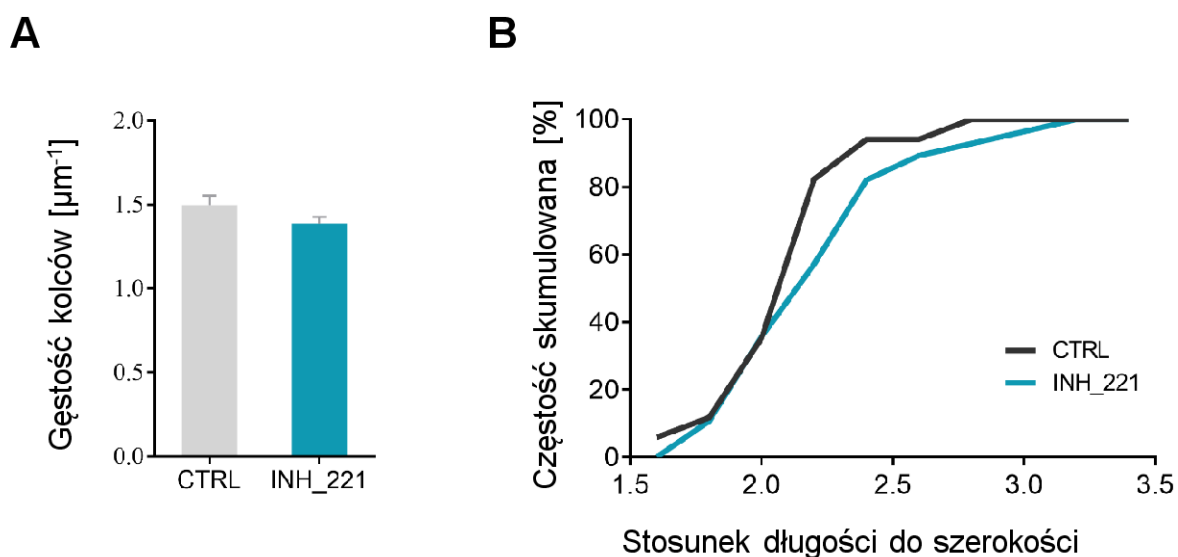 A
B
Gęstość kolców [µm⁻¹]
2.0
1.5
1.0
0.5
0.0
CTRL INH_221
Częstość skumulowana [%]
100
80
60
40
20
0
CTRL
INH_221
1.5 2.0 2.5 3.0 3.5
Stosunek długości do szerokości